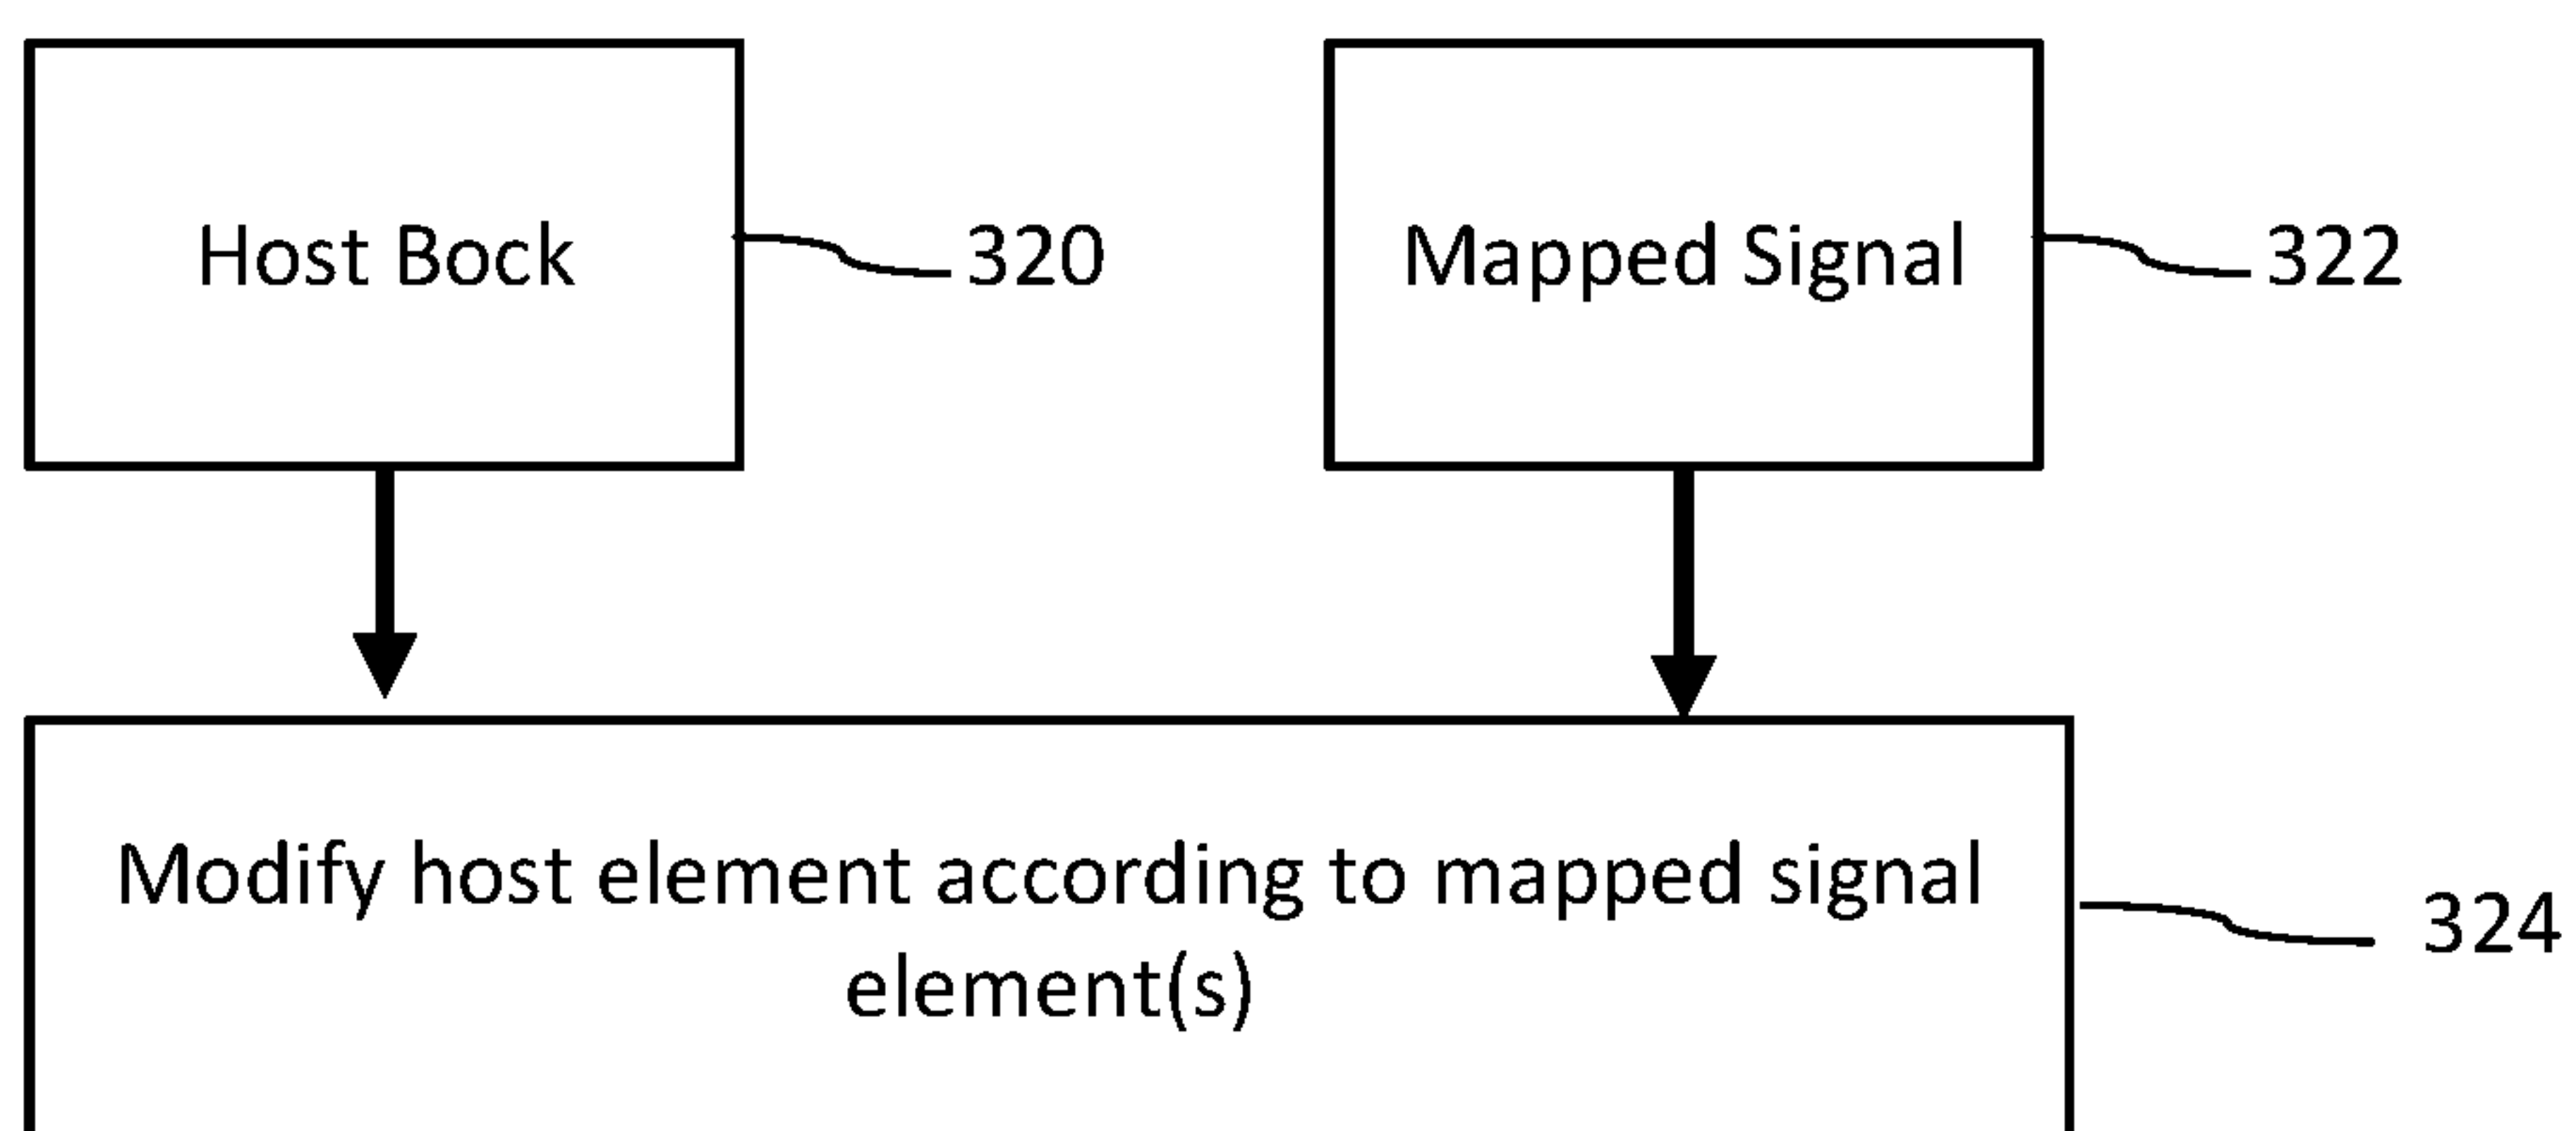 Host Bock
320
Mapped Signal
322
Modify host element according to mapped signal
element(s)
324